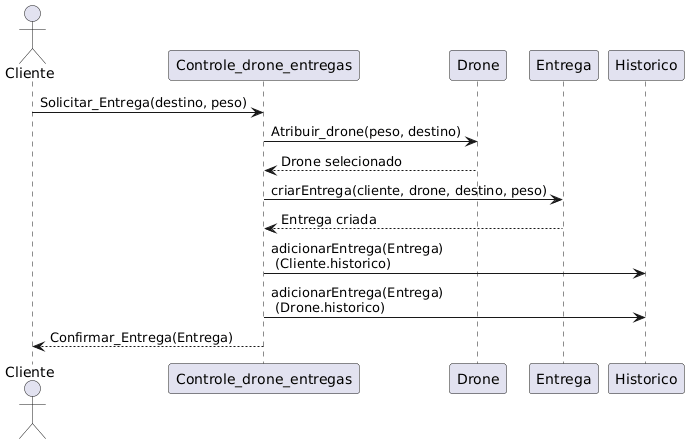 Cliente
Controle_drone_entregas
Drone
Entrega
Historico
Solicitar_Entrega(destino, peso)
Atribuir_drone(peso, destino)
Drone selecionado
criarEntrega(cliente, drone, destino, peso)
Entrega criada
adicionarEntrega(Entrega)
(Cliente.historico)
adicionarEntrega(Entrega)
(Drone.historico)
Confirmar_Entrega(Entrega)
Cliente
Controle_drone_entregas
Drone
Entrega
Historico